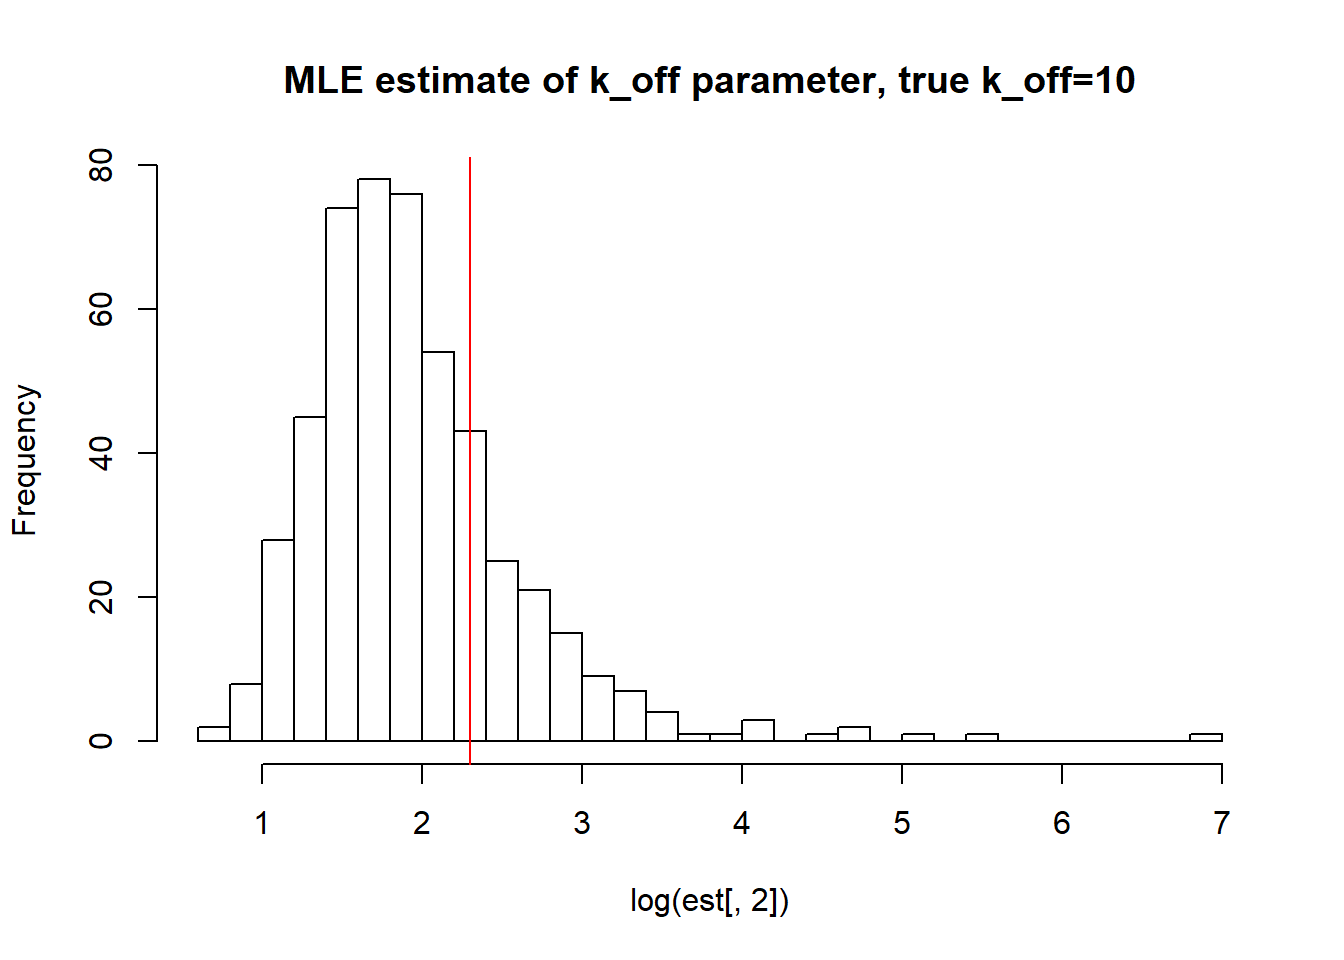 MLE estimate of k_off parameter, true k_off=10
80
60
40
20
0
Frequency
1 2 3 4 5 6 7
log(est[, 2])